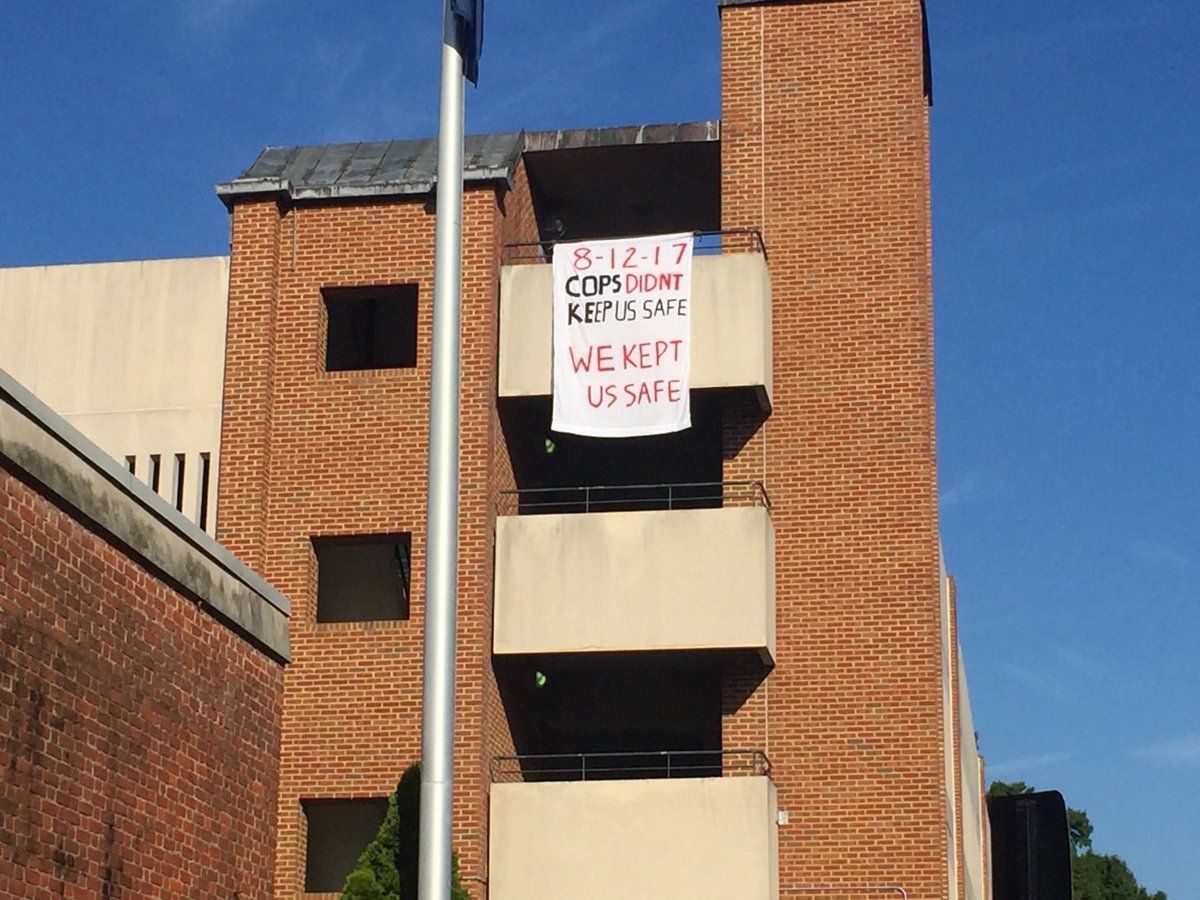 8-12-17
COPS DIDNT
KEEP US SAFE
WE KEPT
US SAFE